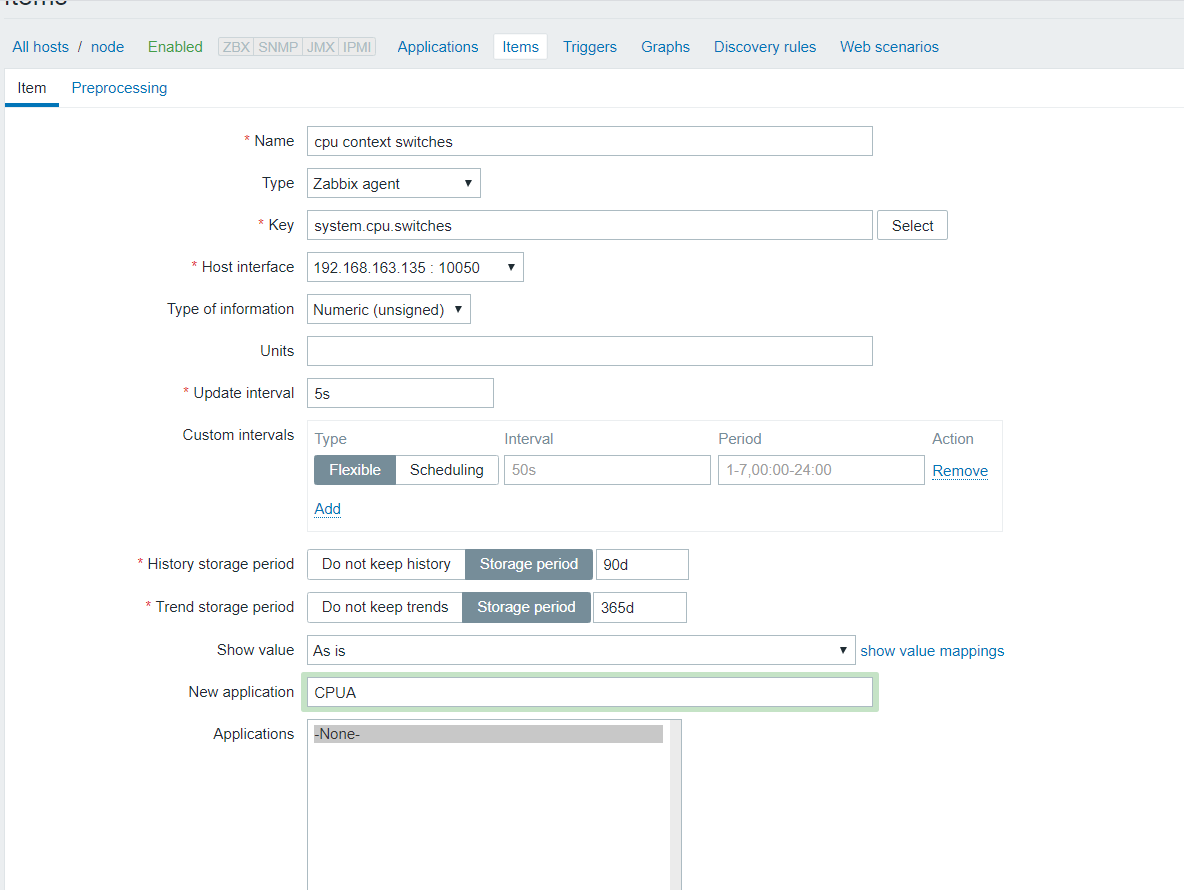 Items
All hosts / node Enabled ZBX SNMP JMX IPMI Applications Items Triggers Graphs Discovery rules Web scenarios
Item Preprocessing
* Name cpu context switches
Type Zabbix agent ▼
* Key system.cpu.switches Select
* Host interface 192.168.163.135 : 10050 ▼
Type of information Numeric (unsigned) ▼
Units
* Update interval 5s
Custom intervals Type Interval Period Action
Flexible Scheduling 50s 1-7,00:00-24:00 Remove
Add
* History storage period Do not keep history Storage period 90d
* Trend storage period Do not keep trends Storage period 365d
Show value As is ▼ show value mappings
New application CPUA
Applications -None-